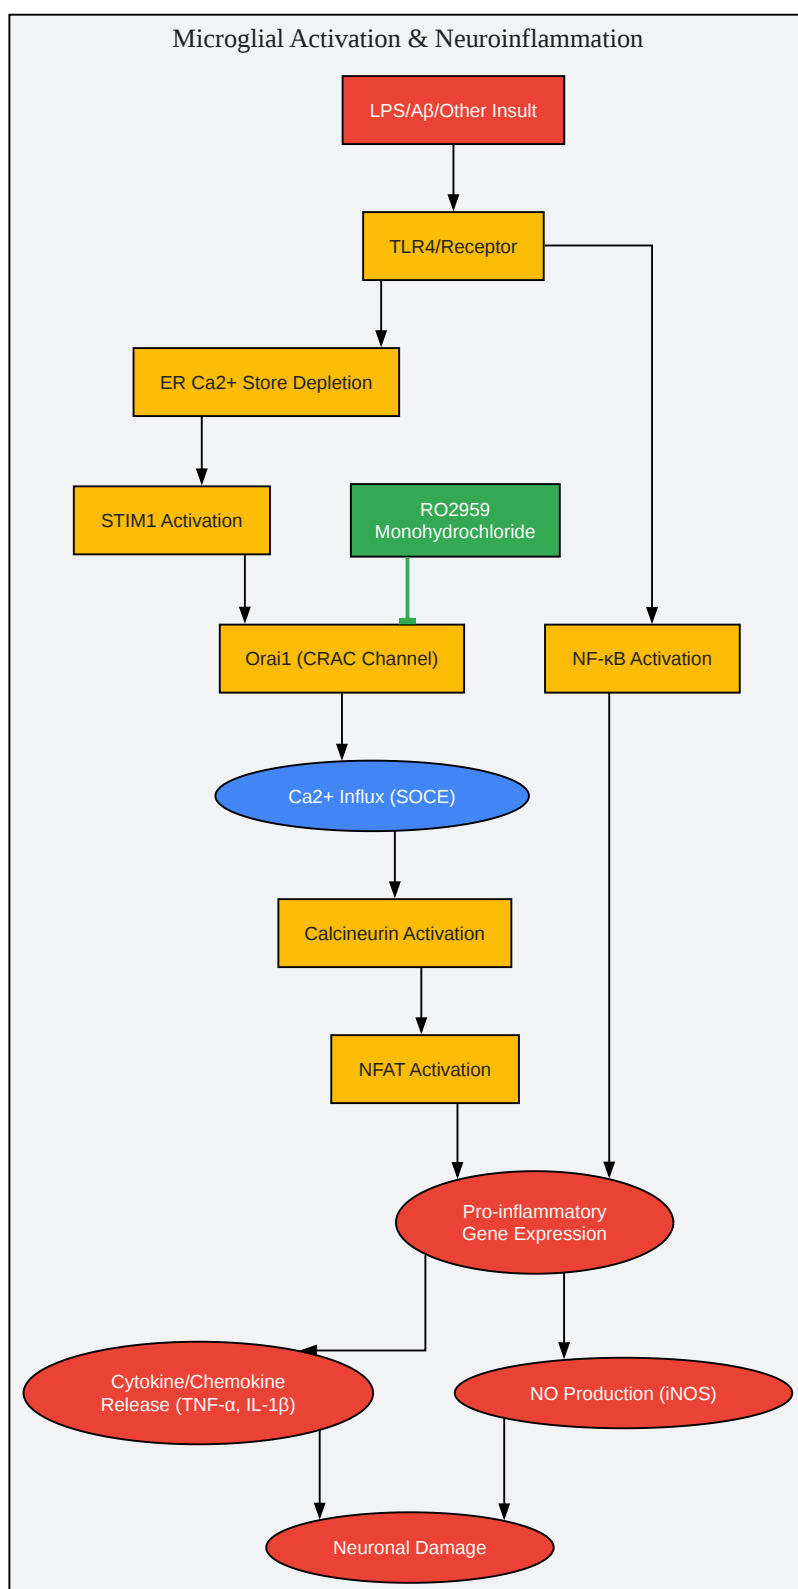 Microglial Activation & Neuroinflammation
LPS/Aβ/Other Insult
TLR4/Receptor
ER Ca2+ Store Depletion
STIM1 Activation
RO2959
Monohydrochloride
Orai1 (CRAC Channel)
NF-κB Activation
Ca2+ Influx (SOCE)
Calcineurin Activation
NFAT Activation
Pro-inflammatory
Gene Expression
Cytokine/Chemokine
Release (TNF-α, IL-1β)
NO Production (iNOS)
Neuronal Damage